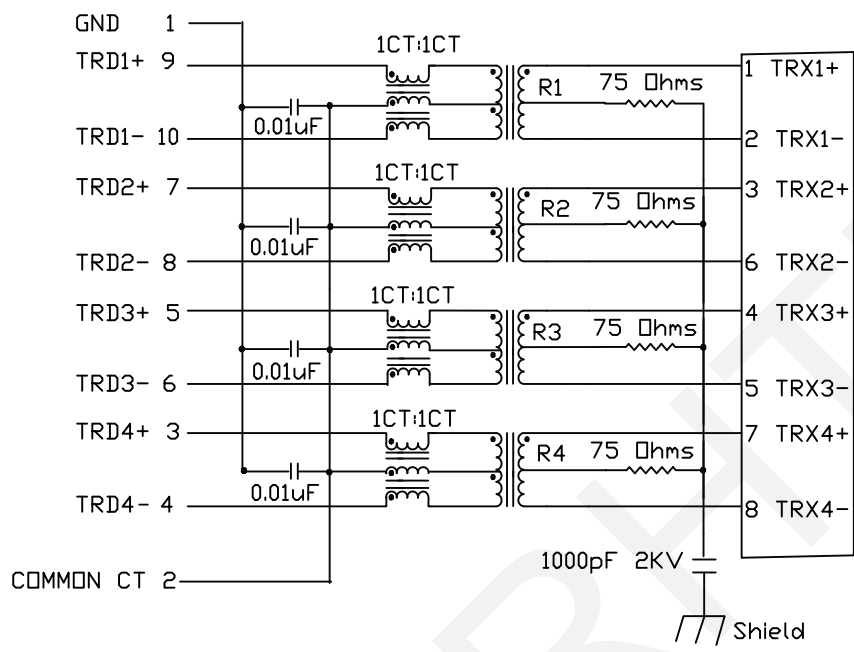 GND 1
1CT:1CT
TRD1+ 9
R1 75 Ohms
1 TRX1+
0.01uF
TRD1- 10
2 TRX1-
1CT:1CT
TRD2+ 7
R2 75 Ohms
3 TRX2+
0.01uF
TRD2- 8
6 TRX2-
1CT:1CT
TRD3+ 5
R3 75 Ohms
4 TRX3+
0.01uF
TRD3- 6
5 TRX3-
1CT:1CT
TRD4+ 3
R4 75 Ohms
7 TRX4+
0.01uF
TRD4- 4
8 TRX4-
1000pF 2KV
COMMON CT 2
Shield